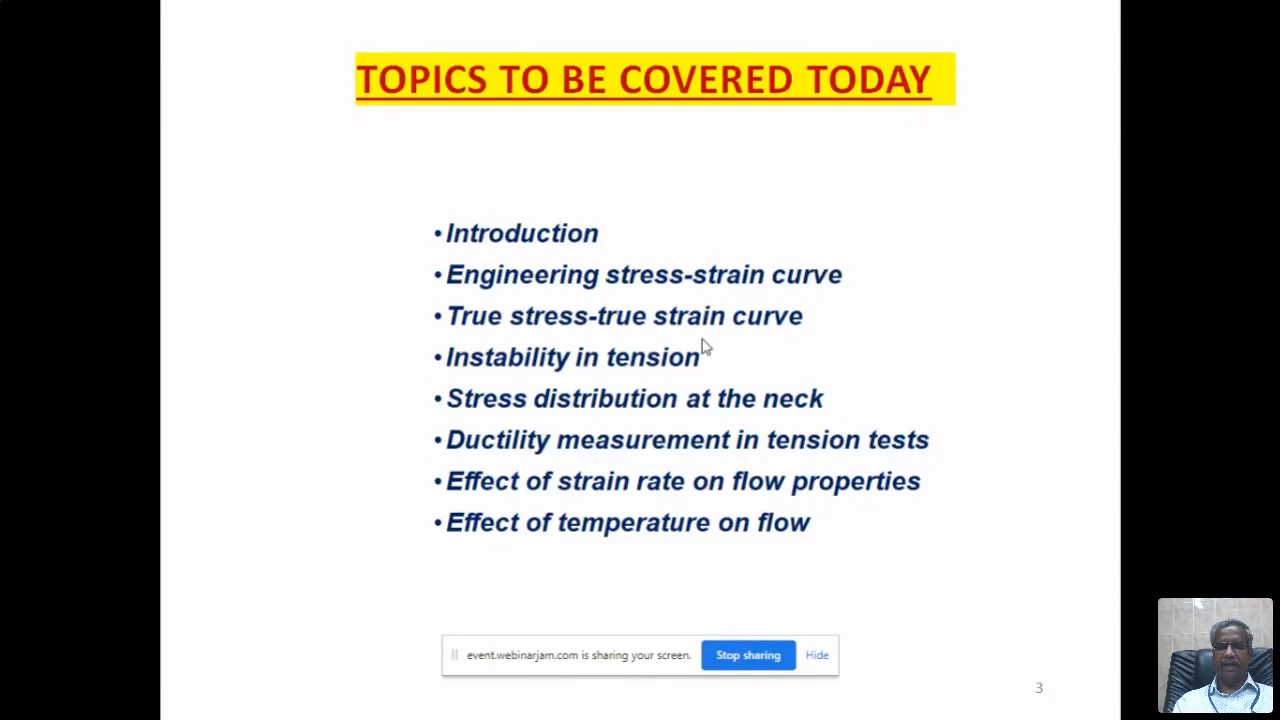 TOPICS TO BE COVERED TODAY
•Introduction
•Engineering stress-strain curve
•True stress-true strain curve
•Instability in tension
•Stress distribution at the neck
•Ductility measurement in tension tests
•Effect of strain rate on flow properties
•Effect of temperature on flow
event.webinarjam.com is sharing your screen. Stop sharing Hide
3